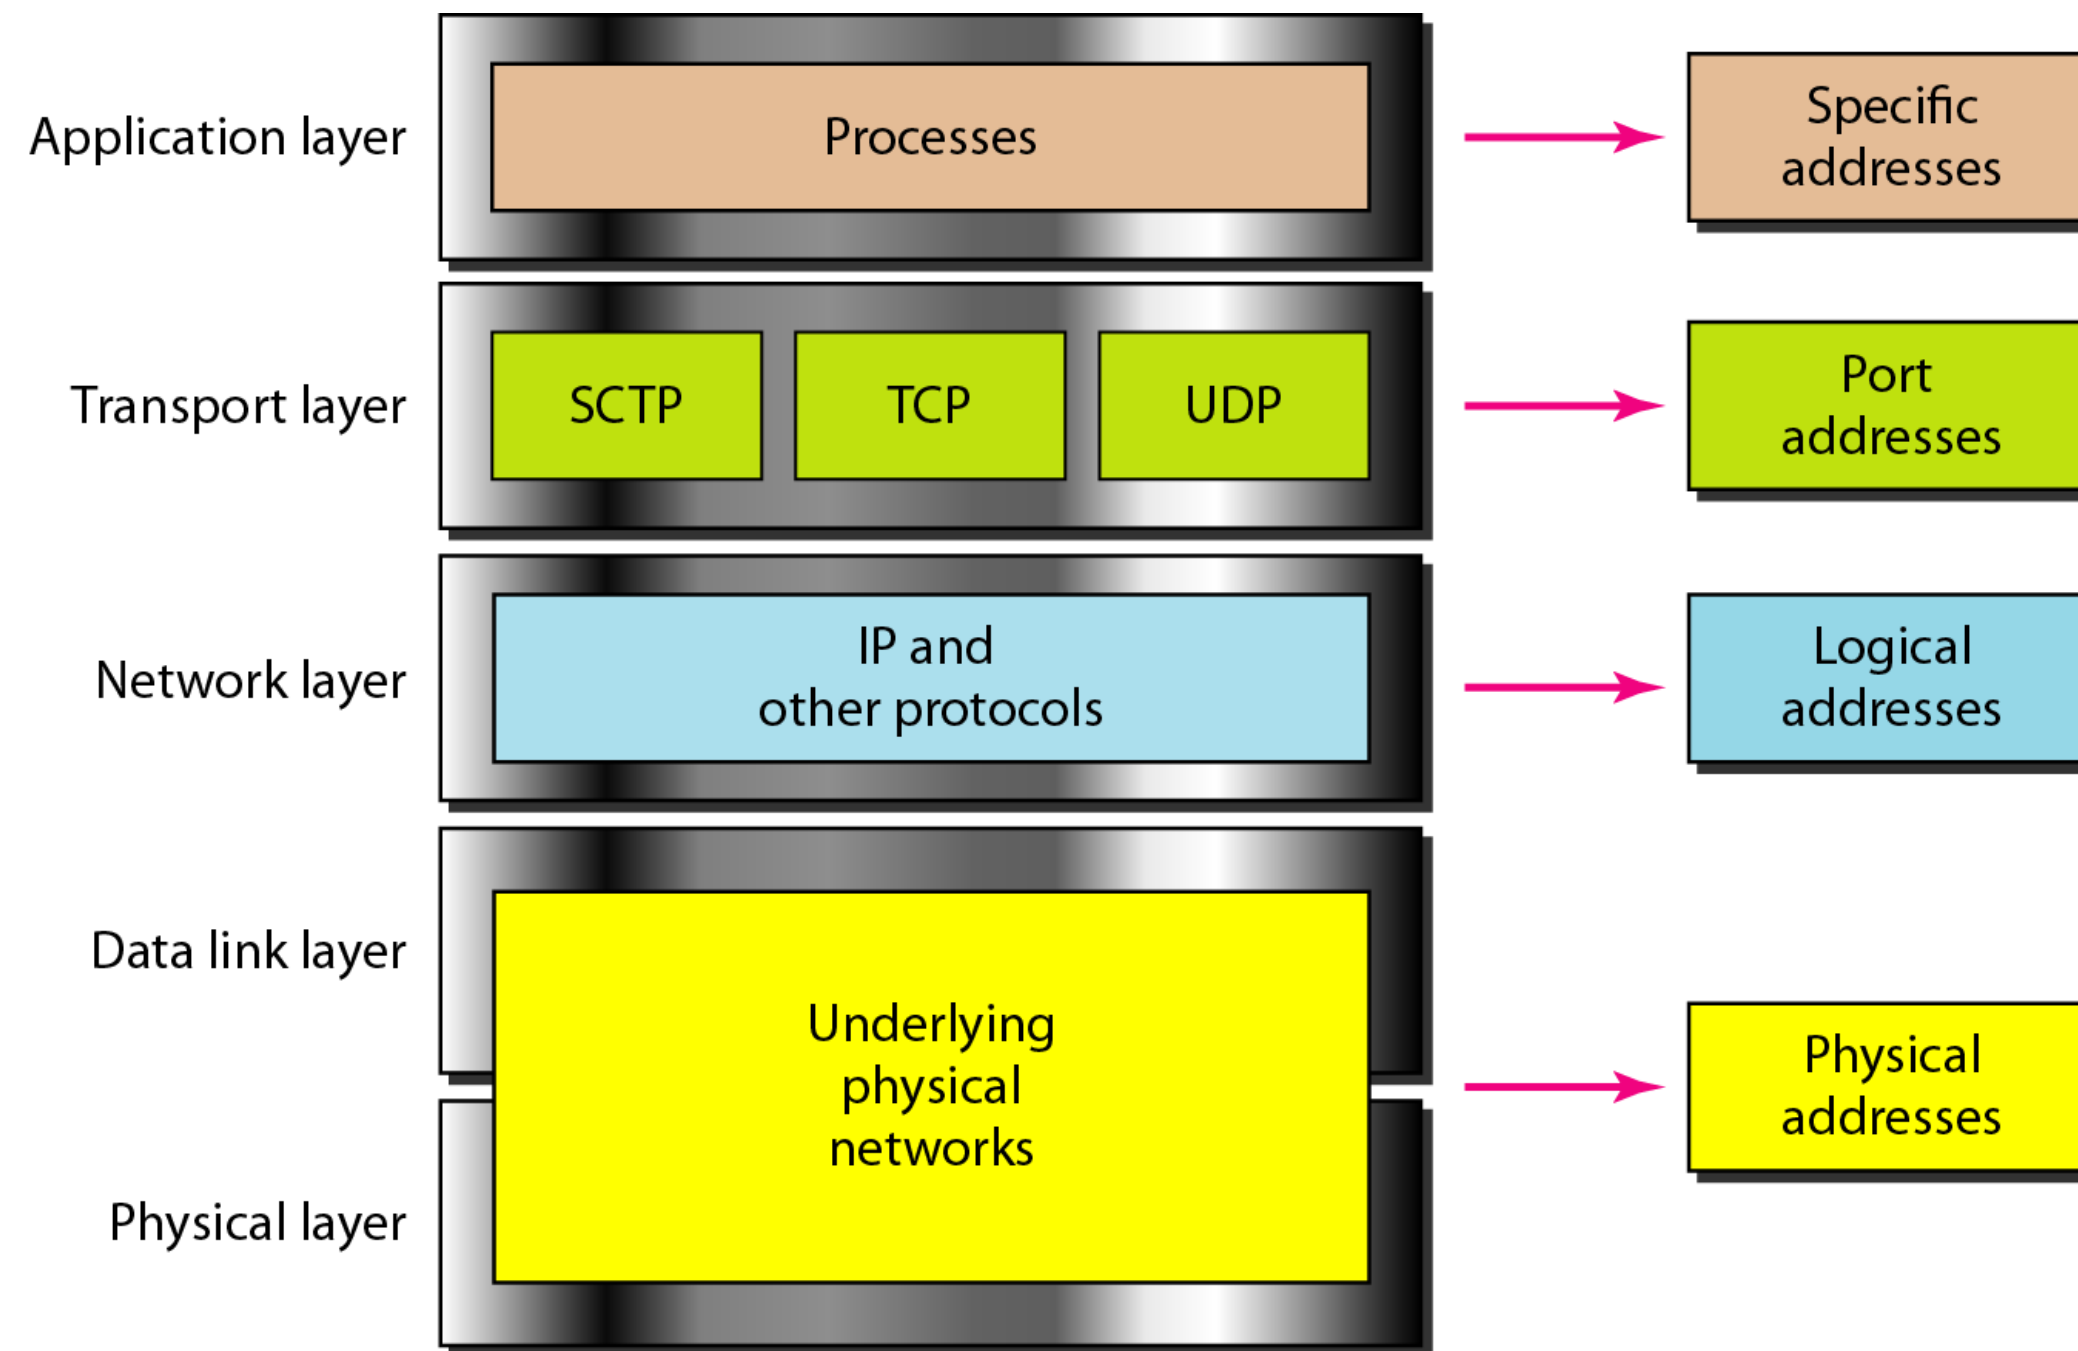 Application layer
Processes
Specific
addresses
Transport layer
SCTP
TCP
UDP
Port
addresses
Network layer
IP and
other protocols
Logical
addresses
Data link layer
Underlying
physical
networks
Physical
addresses
Physical layer